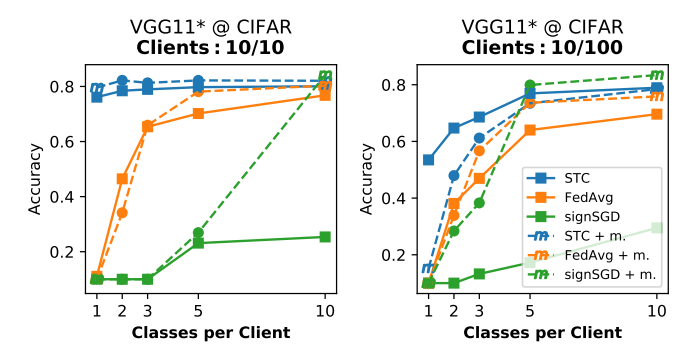 VGG11* @ CIFAR
Clients : 10/10
Accuracy
0.8
0.6
0.4
0.2
m
m
m
m
1
2
3
5
10
Classes per Client
VGG11* @ CIFAR
Clients : 10/100
Accuracy
0.8
0.6
0.4
0.2
m
m
m
m
m
STC
FedAvg
signSGD
m STC + m.
m FedAvg + m.
m signSGD + m.
1
2
3
5
10
Classes per Client